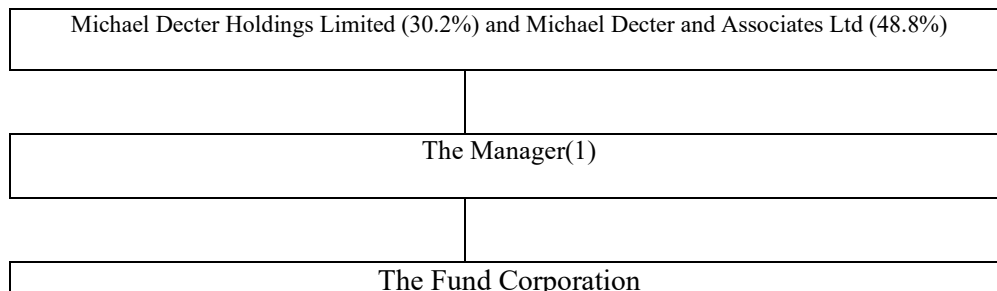 Michael Decter Holdings Limited (30.2%) and Michael Decter and Associates Ltd (48.8%)
The Manager(1)
The Fund Corporation